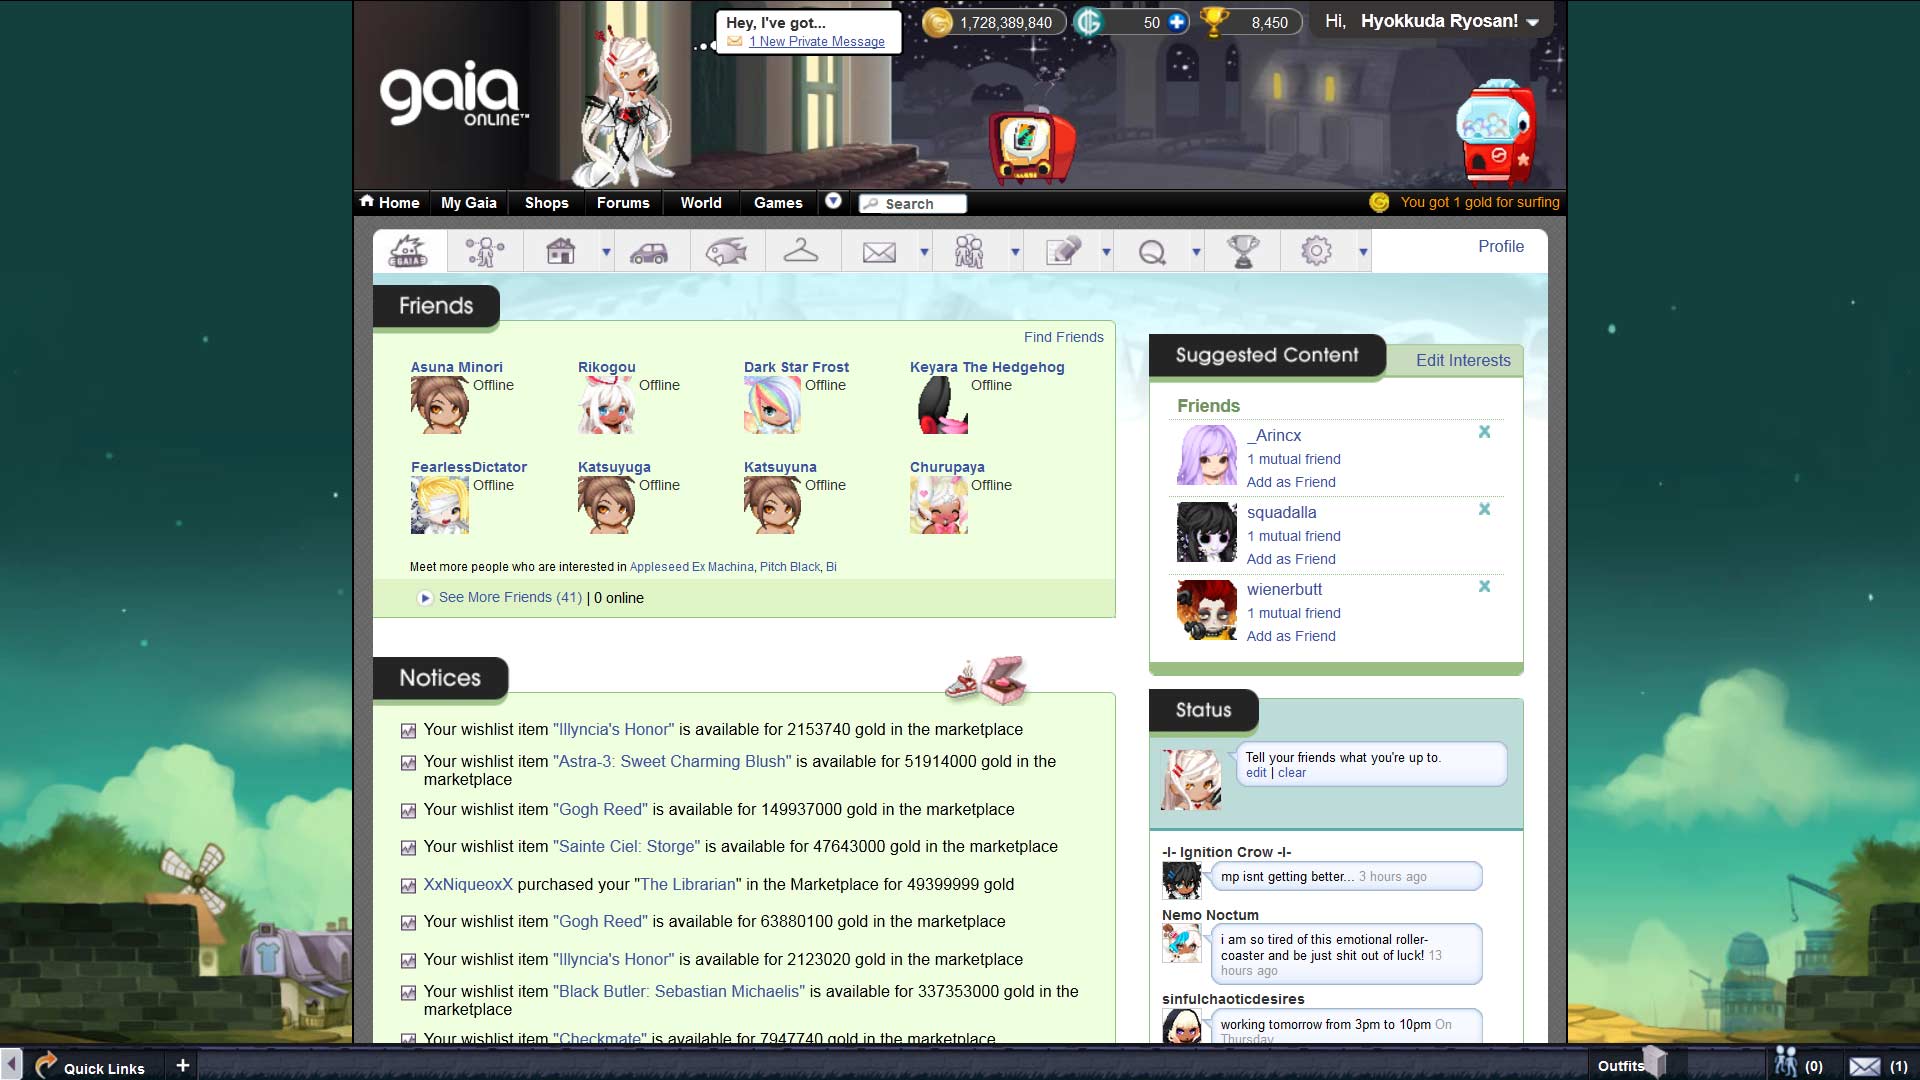 Hey, I've got...
1 New Private Message
1,728,389,840
50
8,450
Hi, Hyokkuda Ryosan!
gaia
ONLINE™
Home My Gaia Shops Forums World Games Search
You got 1 gold for surfing
GAIA
Profile
Friends
Find Friends
Asuna Minori
Offline
Rikogou
Offline
Dark Star Frost
Offline
Keyara The Hedgehog
Offline
FearlessDictator
Offline
Katsuyuga
Offline
Katsuyuna
Offline
Churupaya
Offline
Meet more people who are interested in Appleseed Ex Machina, Pitch Black, Bi
See More Friends (41) | 0 online
Notices
Your wishlist item "Illyncia's Honor" is available for 2153740 gold in the marketplace
Your wishlist item "Astra-3: Sweet Charming Blush" is available for 51914000 gold in the
marketplace
Your wishlist item "Gogh Reed" is available for 149937000 gold in the marketplace
Your wishlist item "Sainte Ciel: Storge" is available for 47643000 gold in the marketplace
XxNiqueoxX purchased your "The Librarian" in the Marketplace for 49399999 gold
Your wishlist item "Gogh Reed" is available for 63880100 gold in the marketplace
Your wishlist item "Illyncia's Honor" is available for 2123020 gold in the marketplace
Your wishlist item "Black Butler: Sebastian Michaelis" is available for 337353000 gold in the
marketplace
Your wishlist item "Checkmate" is available for 7947740 gold in the marketplace
Suggested Content
Edit Interests
Friends
_Arincx
1 mutual friend
Add as Friend
squadalla
1 mutual friend
Add as Friend
wienerbutt
1 mutual friend
Add as Friend
Status
Tell your friends what you're up to.
edit | clear
-l- Ignition Crow -l-
mp isnt getting better... 3 hours ago
Nemo Noctum
i am so tired of this emotional roller-
coaster and be just shit out of luck! 13
hours ago
sinfulchaoticdesires
working tomorrow from 3pm to 10pm On
Thursday
Quick Links
+
Outfits
(0)
(1)